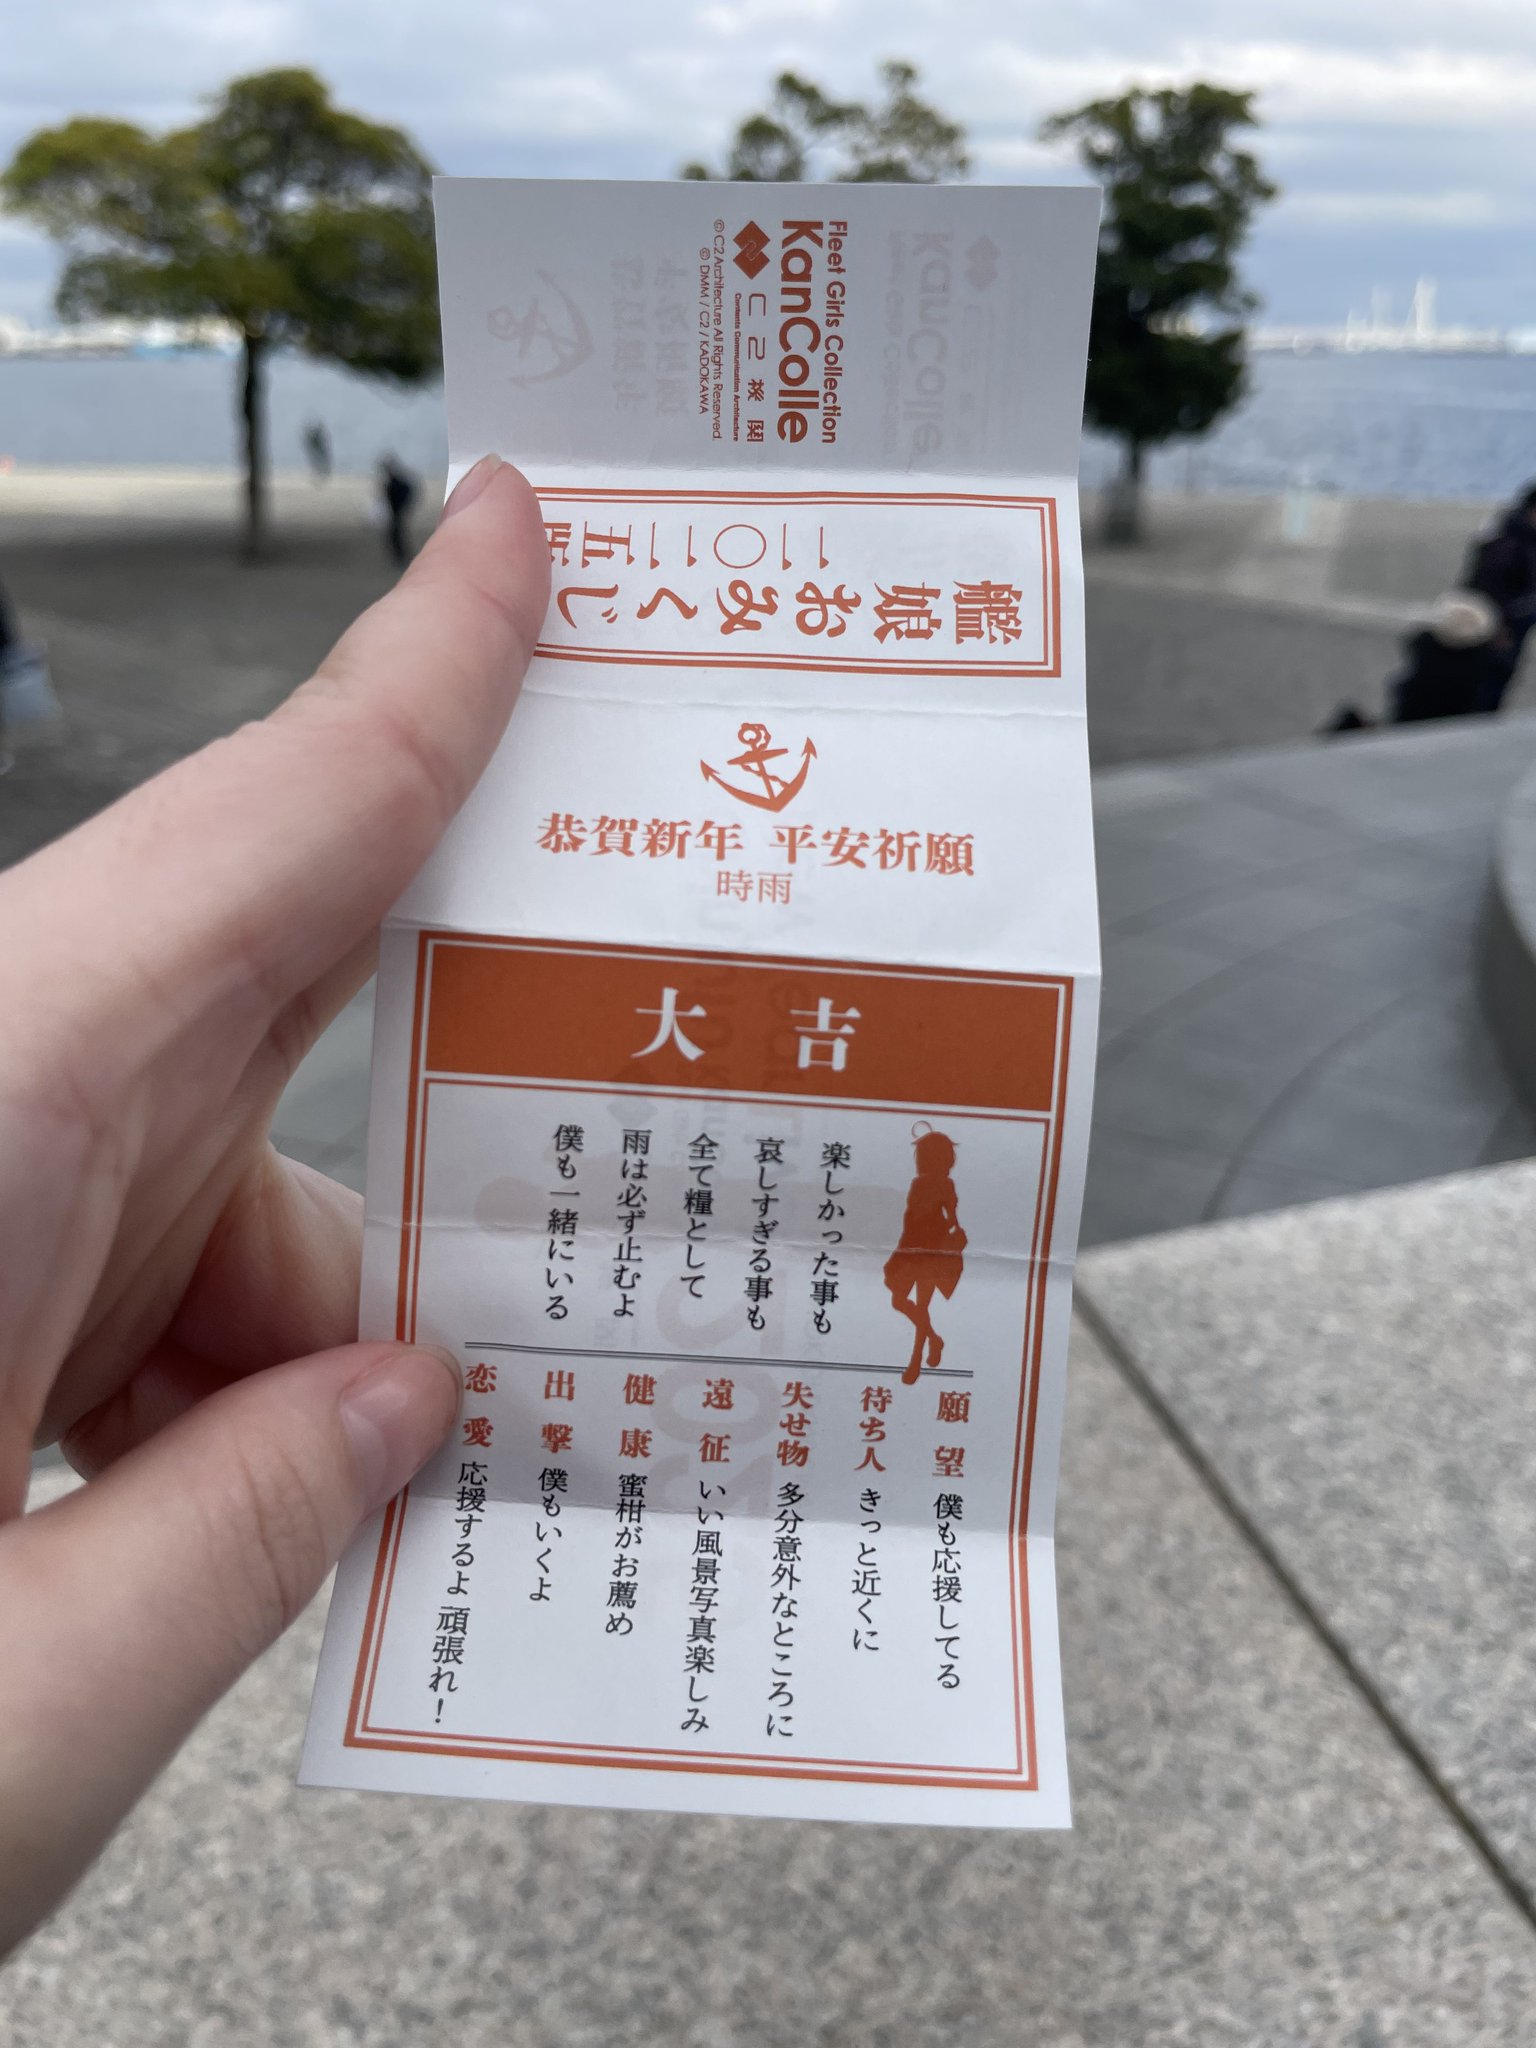 Fleet Girls Collection
KanColle
C2機関
Contents Communication Architecture
© C2 Architecture All Rights Reserved.
© DMM / C2 / KADOKAWA
艦娘おみくじ
二〇二五版
恭賀新年 平安祈願
時雨
大吉
楽しかった事も
哀しすぎる事も
全て糧として
雨は必ず止むよ
僕も一緒にいる
願望 僕も応援してる
待ち人 きっと近くに
失せ物 多分意外なところに
遠征 いい風景写真楽しみ
健康 蜜柑がお薦め
出撃 僕もいくよ
恋愛 応援するよ 頑張れ！